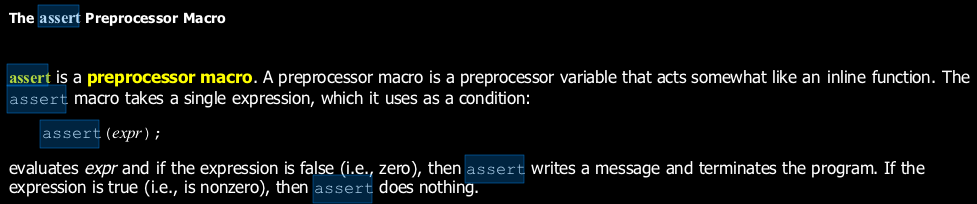 The assert Preprocessor Macro
assert is a preprocessor macro. A preprocessor macro is a preprocessor variable that acts somewhat like an inline function. The
assert macro takes a single expression, which it uses as a condition:
assert(expr);
evaluates expr and if the expression is false (i.e., zero), then assert writes a message and terminates the program. If the
expression is true (i.e., is nonzero), then assert does nothing.